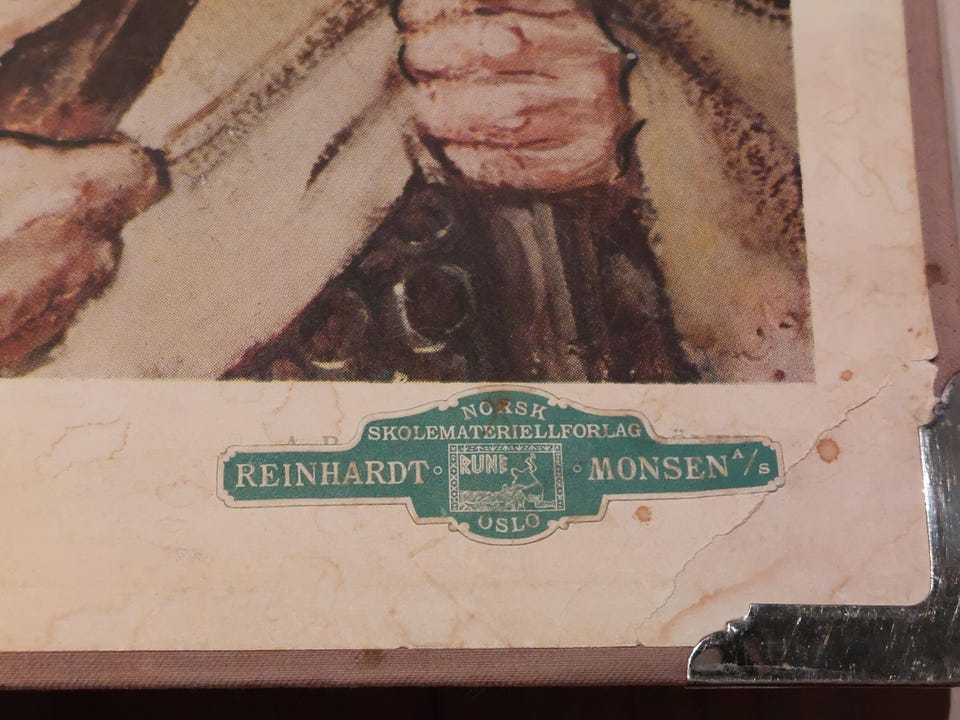 NORSK
SKOLEMATERIELLFORLAG
REINHARDT MONSEN A/S
RUNE
OSLO